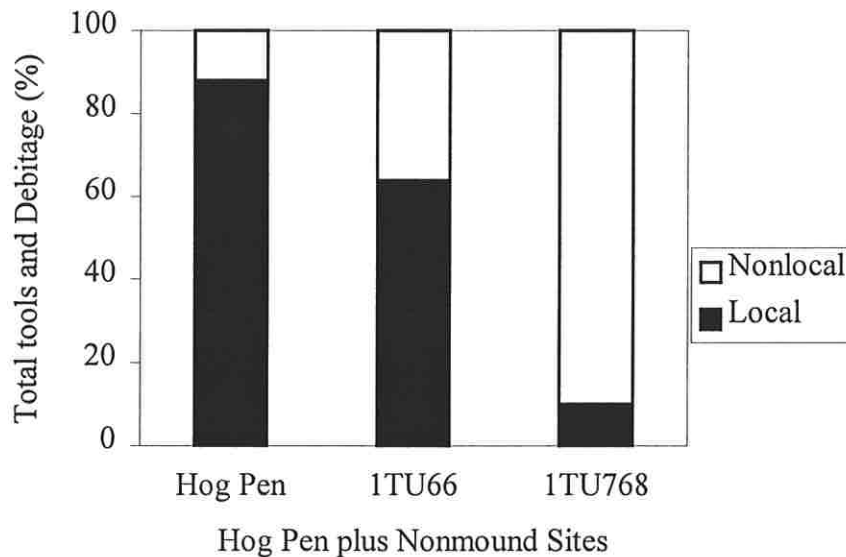 Total tools and Debitage (%)
100
80
60
40
20
0
Hog Pen
1TU66
1TU768
Hog Pen plus Nonmound Sites
Nonlocal
Local